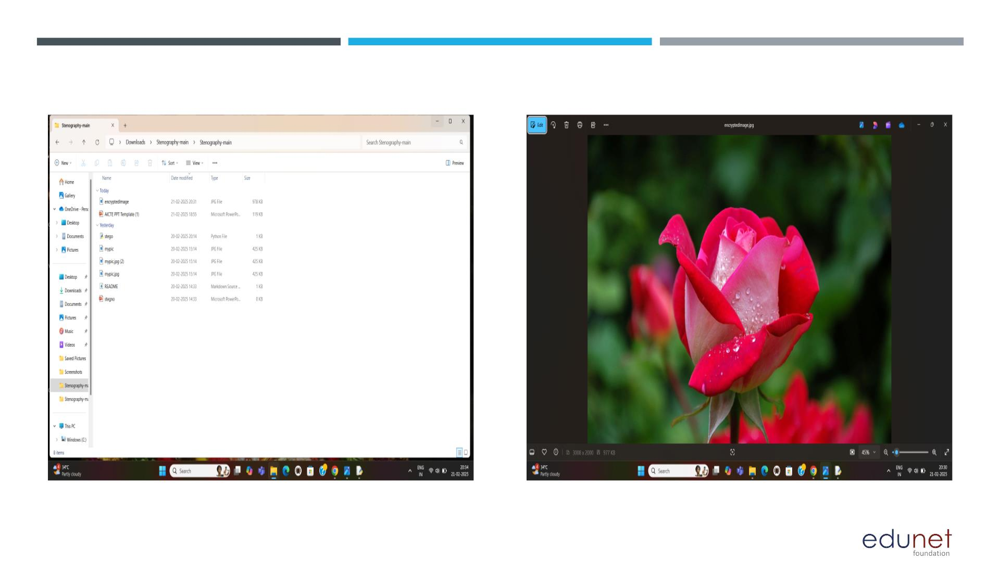 Stenography-main
Downloads > Stenography-main > Stenography-main
Search Stenography-main
New
Sort
View
Preview
Name Date modified Type Size
Today
encryptedImage 21-02-2025 20:31 JPG File 978 KB
AICTE PPT Template (1) 21-02-2025 18:55 Microsoft PowerPo... 119 KB
Yesterday
stego 20-02-2025 20:14 Python File 1 KB
mypic 20-02-2025 15:14 JPG File 425 KB
mypic.jpg (2) 20-02-2025 15:14 JPG File 425 KB
mypic.jpg 20-02-2025 15:14 JPG File 425 KB
README 20-02-2025 14:33 Markdown Source ... 1 KB
stegno 20-02-2025 14:33 Microsoft PowerPo... 0 KB
Home
Gallery
OneDrive - Pers
Desktop
Documents
Pictures
Desktop
Downloads
Documents
Pictures
Music
Videos
Saved Pictures
Screenshots
Stenography-ma
Stenography-ma
This PC
Windows (C:)
8 items
34°C
Partly cloudy
Search
ENG
IN
20:34
21-02-2025
Edit
encryptedImage.jpg
3008 x 2000 977 KB
45%
34°C
Partly cloudy
Search
ENG
IN
20:30
21-02-2025
edunet
foundation